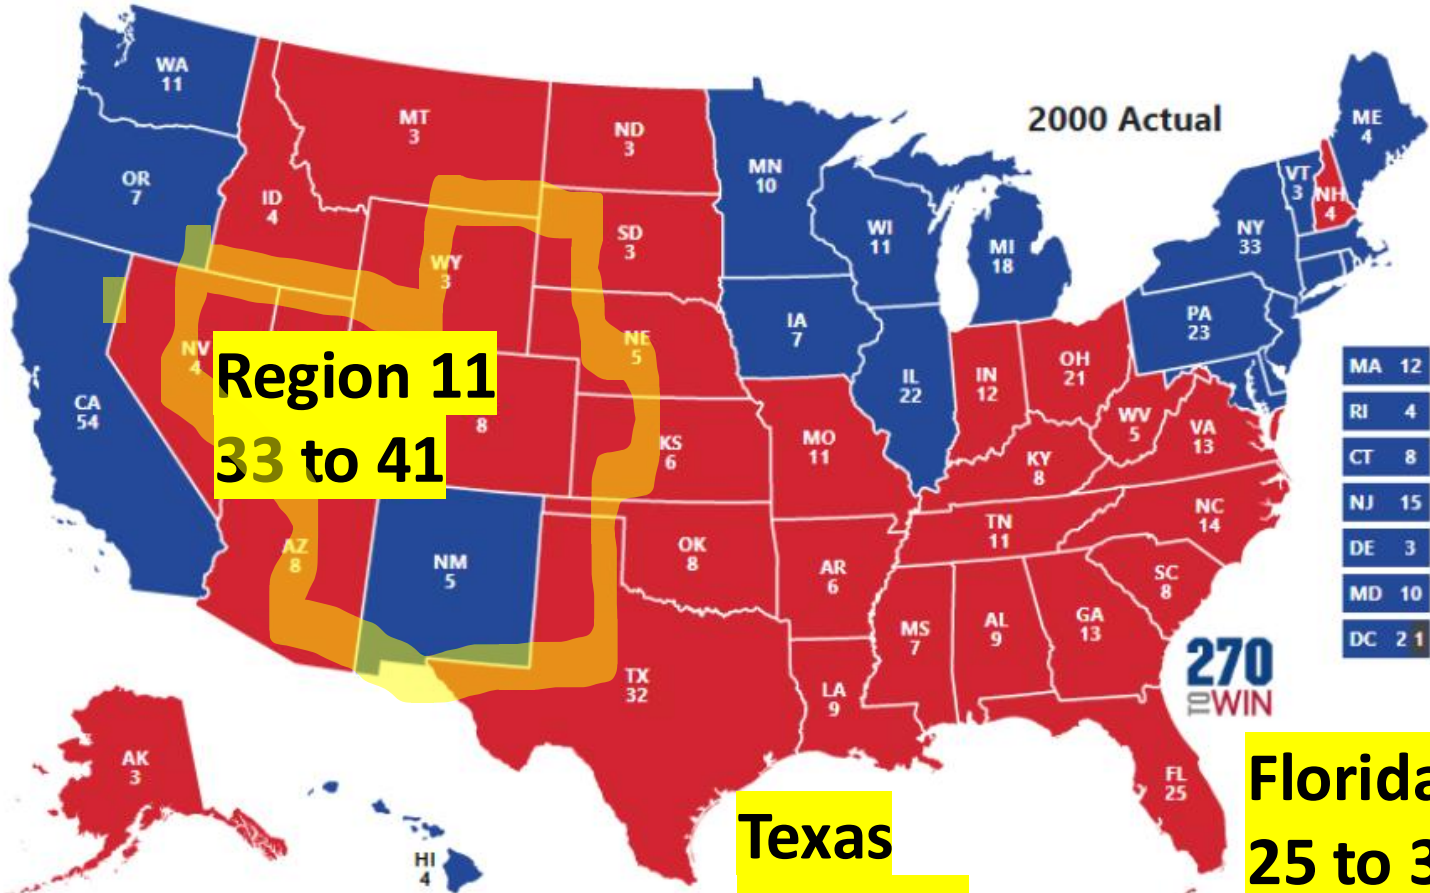 2000 Actual
WA
11
OR
7
CA
54
ID
4
MT
3
WY
3
NV
4
8
AZ
8
NM
5
ND
3
SD
3
NE
5
KS
6
OK
8
TX
32
MN
10
IA
7
MO
11
AR
6
LA
9
WI
11
IL
22
MI
18
IN
12
OH
21
KY
8
TN
11
MS
7
AL
9
GA
13
FL
25
SC
8
NC
14
VA
13
WV
5
PA
23
NY
33
VT
3
NH
4
ME
4
AK
3
HI
4
MA 12
RI 4
CT 8
NJ 15
DE 3
MD 10
DC 2 1
270
TO WIN
Region 11
33 to 41
Texas
Florida
25 to 3